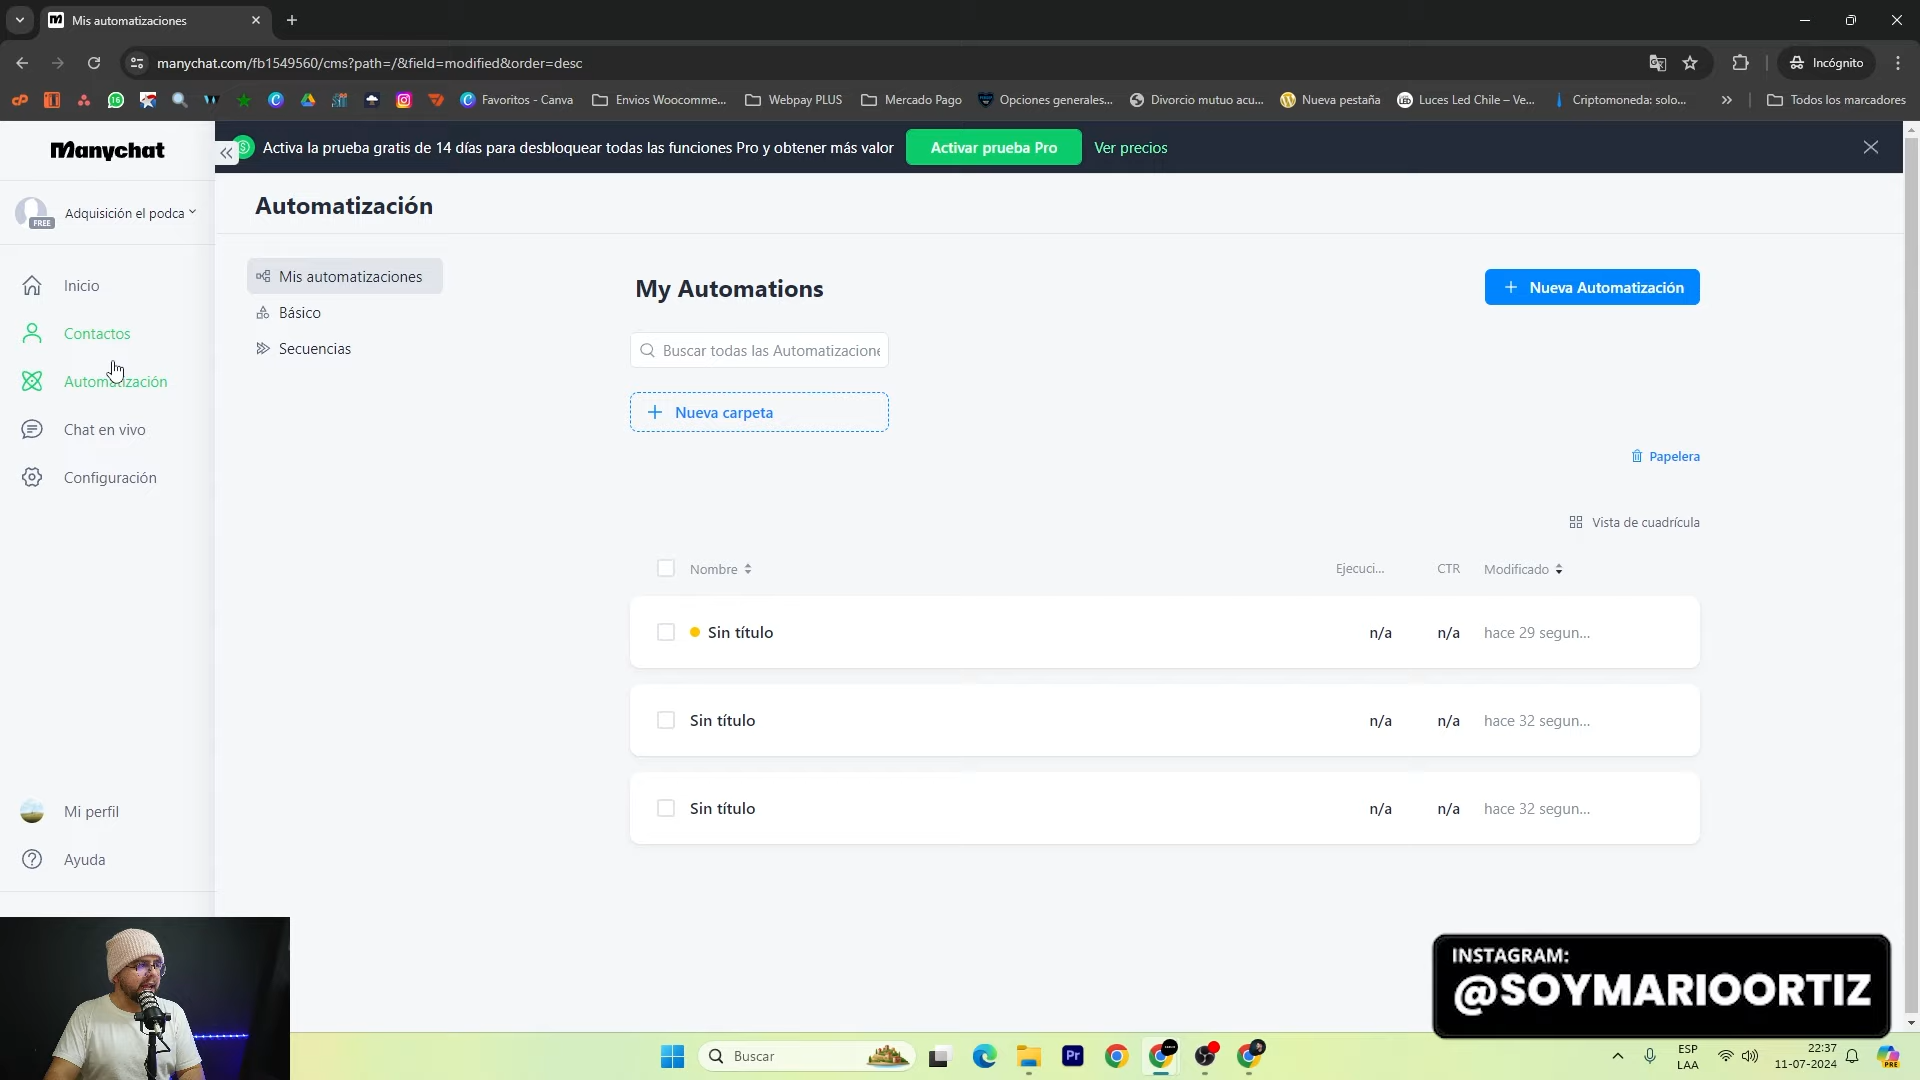 Mis automatizaciones
manychat.com/fb1549560/cms?path=/&field=modified&order=desc
Incógnito
Favoritos - Canva
Envios Woocomme...
Webpay PLUS
Mercado Pago
Opciones generales...
Divorcio mutuo acu...
Nueva pestaña
Luces Led Chile – Ve...
Criptomoneda: solo...
Todos los marcadores
Manychat
Activa la prueba gratis de 14 días para desbloquear todas las funciones Pro y obtener más valor
Activar prueba Pro
Ver precios
FREE
Adquisición el podca
Inicio
Contactos
Automatización
Chat en vivo
Configuración
Mi perfil
Ayuda
Automatización
Mis automatizaciones
Básico
Secuencias
My Automations
+ Nueva Automatización
Buscar todas las Automatizacione
+ Nueva carpeta
Papelera
Vista de cuadrícula
Nombre Ejecuci... CTR Modificado
Sin título n/a n/a hace 29 segun...
Sin título n/a n/a hace 32 segun...
Sin título n/a n/a hace 32 segun...
INSTAGRAM:
@SOYMARIOORTIZ
Buscar
Pr
ESP
LAA
22:37
11-07-2024
PRE